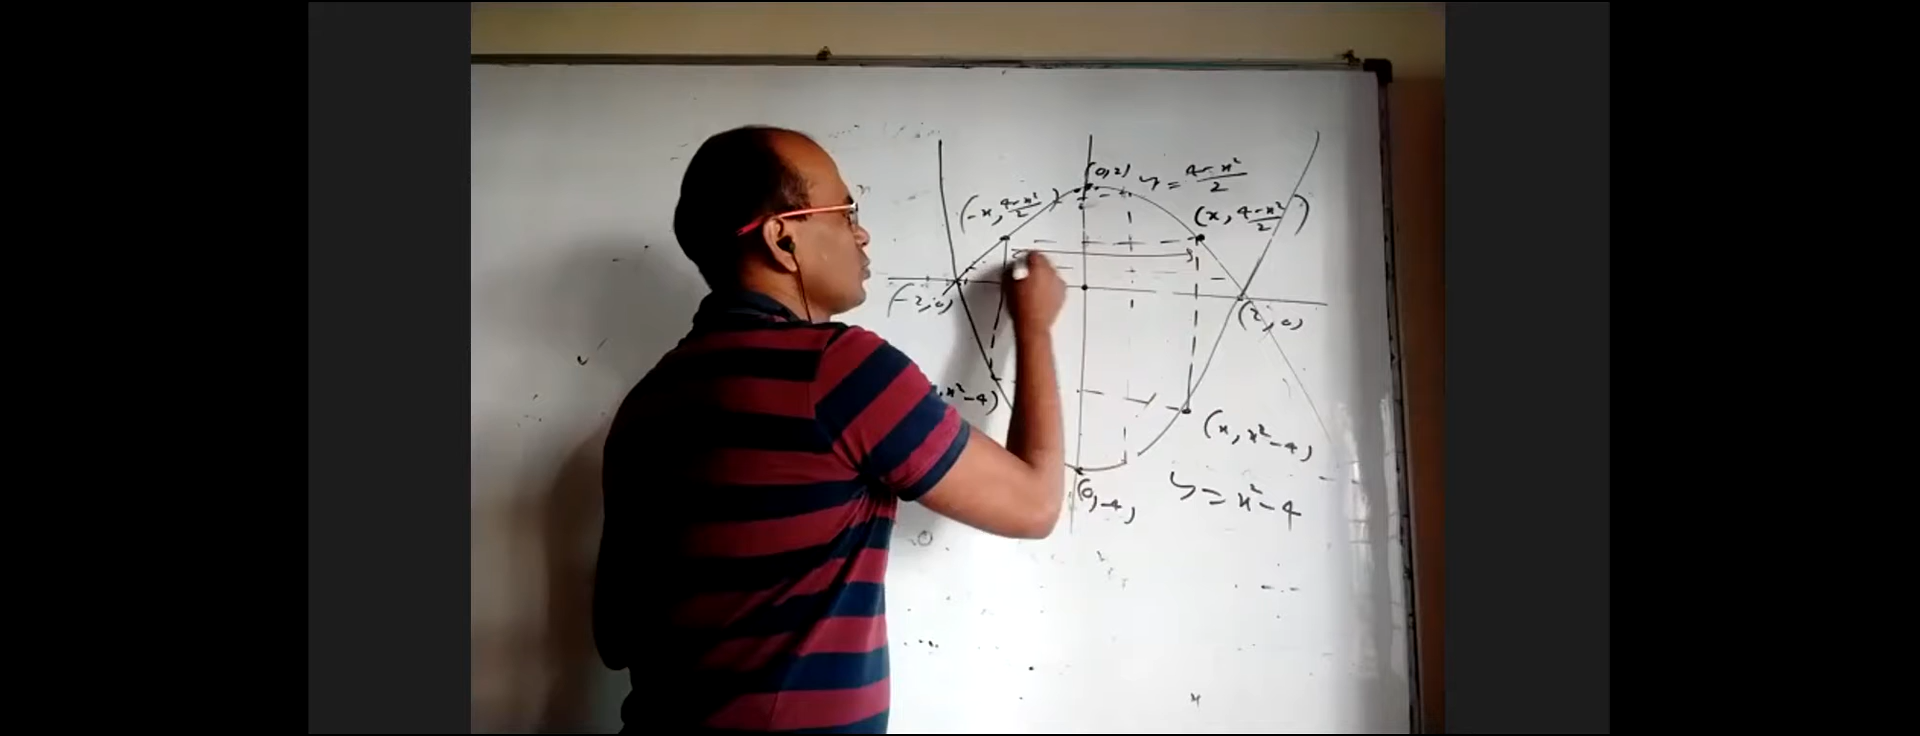 (0,2) y = 4-x²/2
(-x, 4-x²/2)
(x, 4-x²/2)
(-2,0)
(2,0)
, x²-4)
(x, x²-4)
(0,-4)
y = x²-4